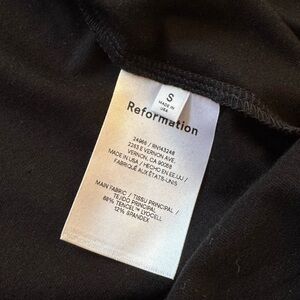 S
MADE IN
USA
Reformation
24968 / RN143248
2263 E VERNON AVE.
VERNON, CA 90058
MADE IN USA / HECHO EN EE.UU /
FABRIQUÉ AUX ÉTATS-UNIS
MAIN FABRIC / TISSU PRINCIPAL /
TEJIDO PRINCIPAL
88% TENCEL™ LYOCELL
12% SPANDEX